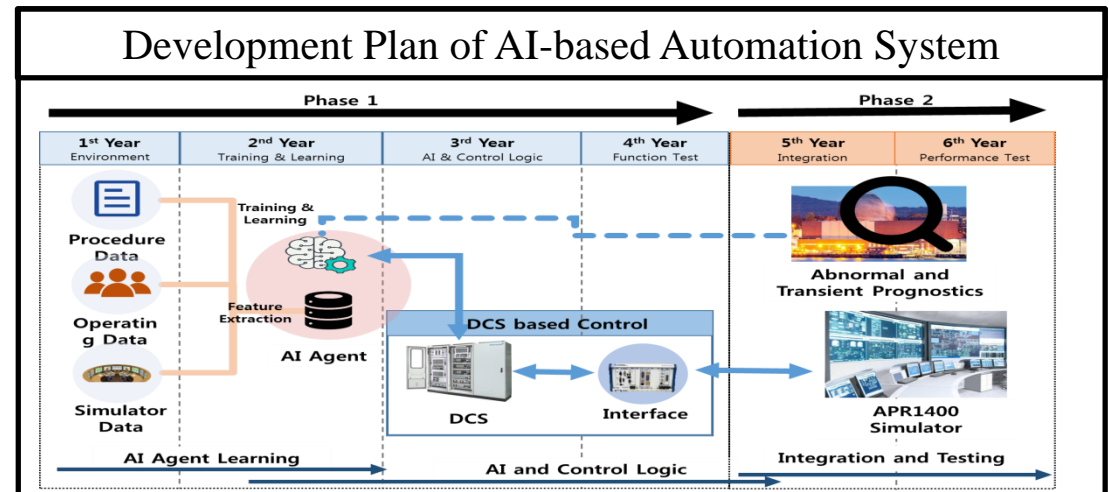 Development Plan of AI-based Automation System
Phase 1
Phase 2
1st Year
Environment
2nd Year
Training & Learning
3rd Year
AI & Control Logic
4th Year
Function Test
5th Year
Integration
6th Year
Performance Test
Procedure
Data
Operatin
g Data
Simulator
Data
Training &
Learning
Feature
Extraction
AI Agent
DCS based Control
DCS
Interface
Abnormal and
Transient Prognostics
APR1400
Simulator
AI Agent Learning
AI and Control Logic
Integration and Testing